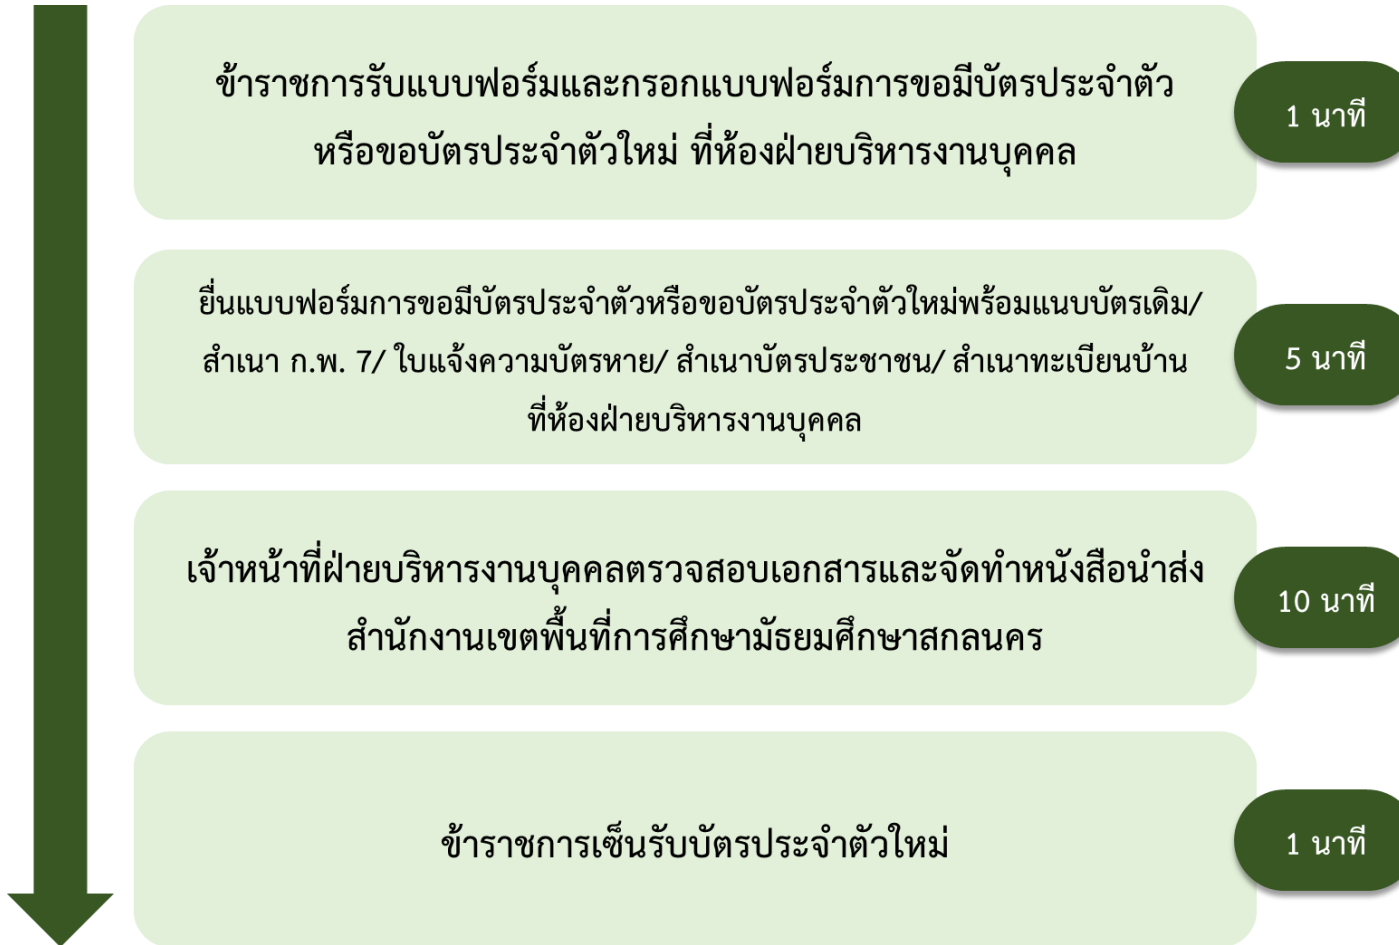 ข้าราชการรับแบบฟอร์มและกรอกแบบฟอร์มการขอมีบัตรประจำตัว
หรือขอบัตรประจำตัวใหม่ ที่ห้องฝ่ายบริหารงานบุคคล
1 นาที
ยื่นแบบฟอร์มการขอมีบัตรประจำตัวหรือขอบัตรประจำตัวใหม่พร้อมแนบบัตรเดิม/
สำเนา ก.พ. 7/ ใบแจ้งความบัตรหาย/ สำเนาบัตรประชาชน/ สำเนาทะเบียนบ้าน
ที่ห้องฝ่ายบริหารงานบุคคล
5 นาที
เจ้าหน้าที่ฝ่ายบริหารงานบุคคลตรวจสอบเอกสารและจัดทำหนังสือนำส่ง
สำนักงานเขตพื้นที่การศึกษามัธยมศึกษาสกลนคร
10 นาที
ข้าราชการเซ็นรับบัตรประจำตัวใหม่
1 นาที